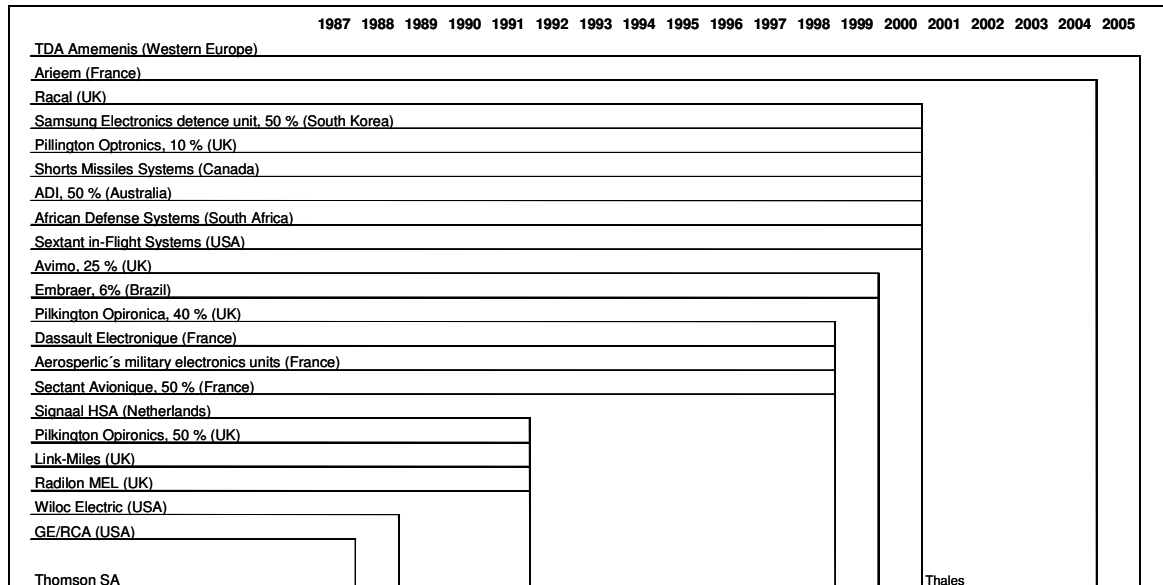 1987 1988 1989 1990 1991 1992 1993 1994 1995 1996 1997 1998 1999 2000 2001 2002 2003 2004 2005
TDA Amemenis (Western Europe)
Arieem (France)
Racal (UK)
Samsung Electronics detence unit, 50 % (South Korea)
Pillington Optronics, 10 % (UK)
Shorts Missiles Systems (Canada)
ADI, 50 % (Australia)
African Defense Systems (South Africa)
Sextant in-Flight Systems (USA)
Avimo, 25 % (UK)
Embraer, 6% (Brazil)
Pilkington Opironica, 40 % (UK)
Dassault Electronique (France)
Aerosperlic´s military electronics units (France)
Sectant Avionique, 50 % (France)
Signaal HSA (Netherlands)
Pilkington Opironics, 50 % (UK)
Link-Miles (UK)
Radilon MEL (UK)
Wiloc Electric (USA)
GE/RCA (USA)
Thomson SA Thales